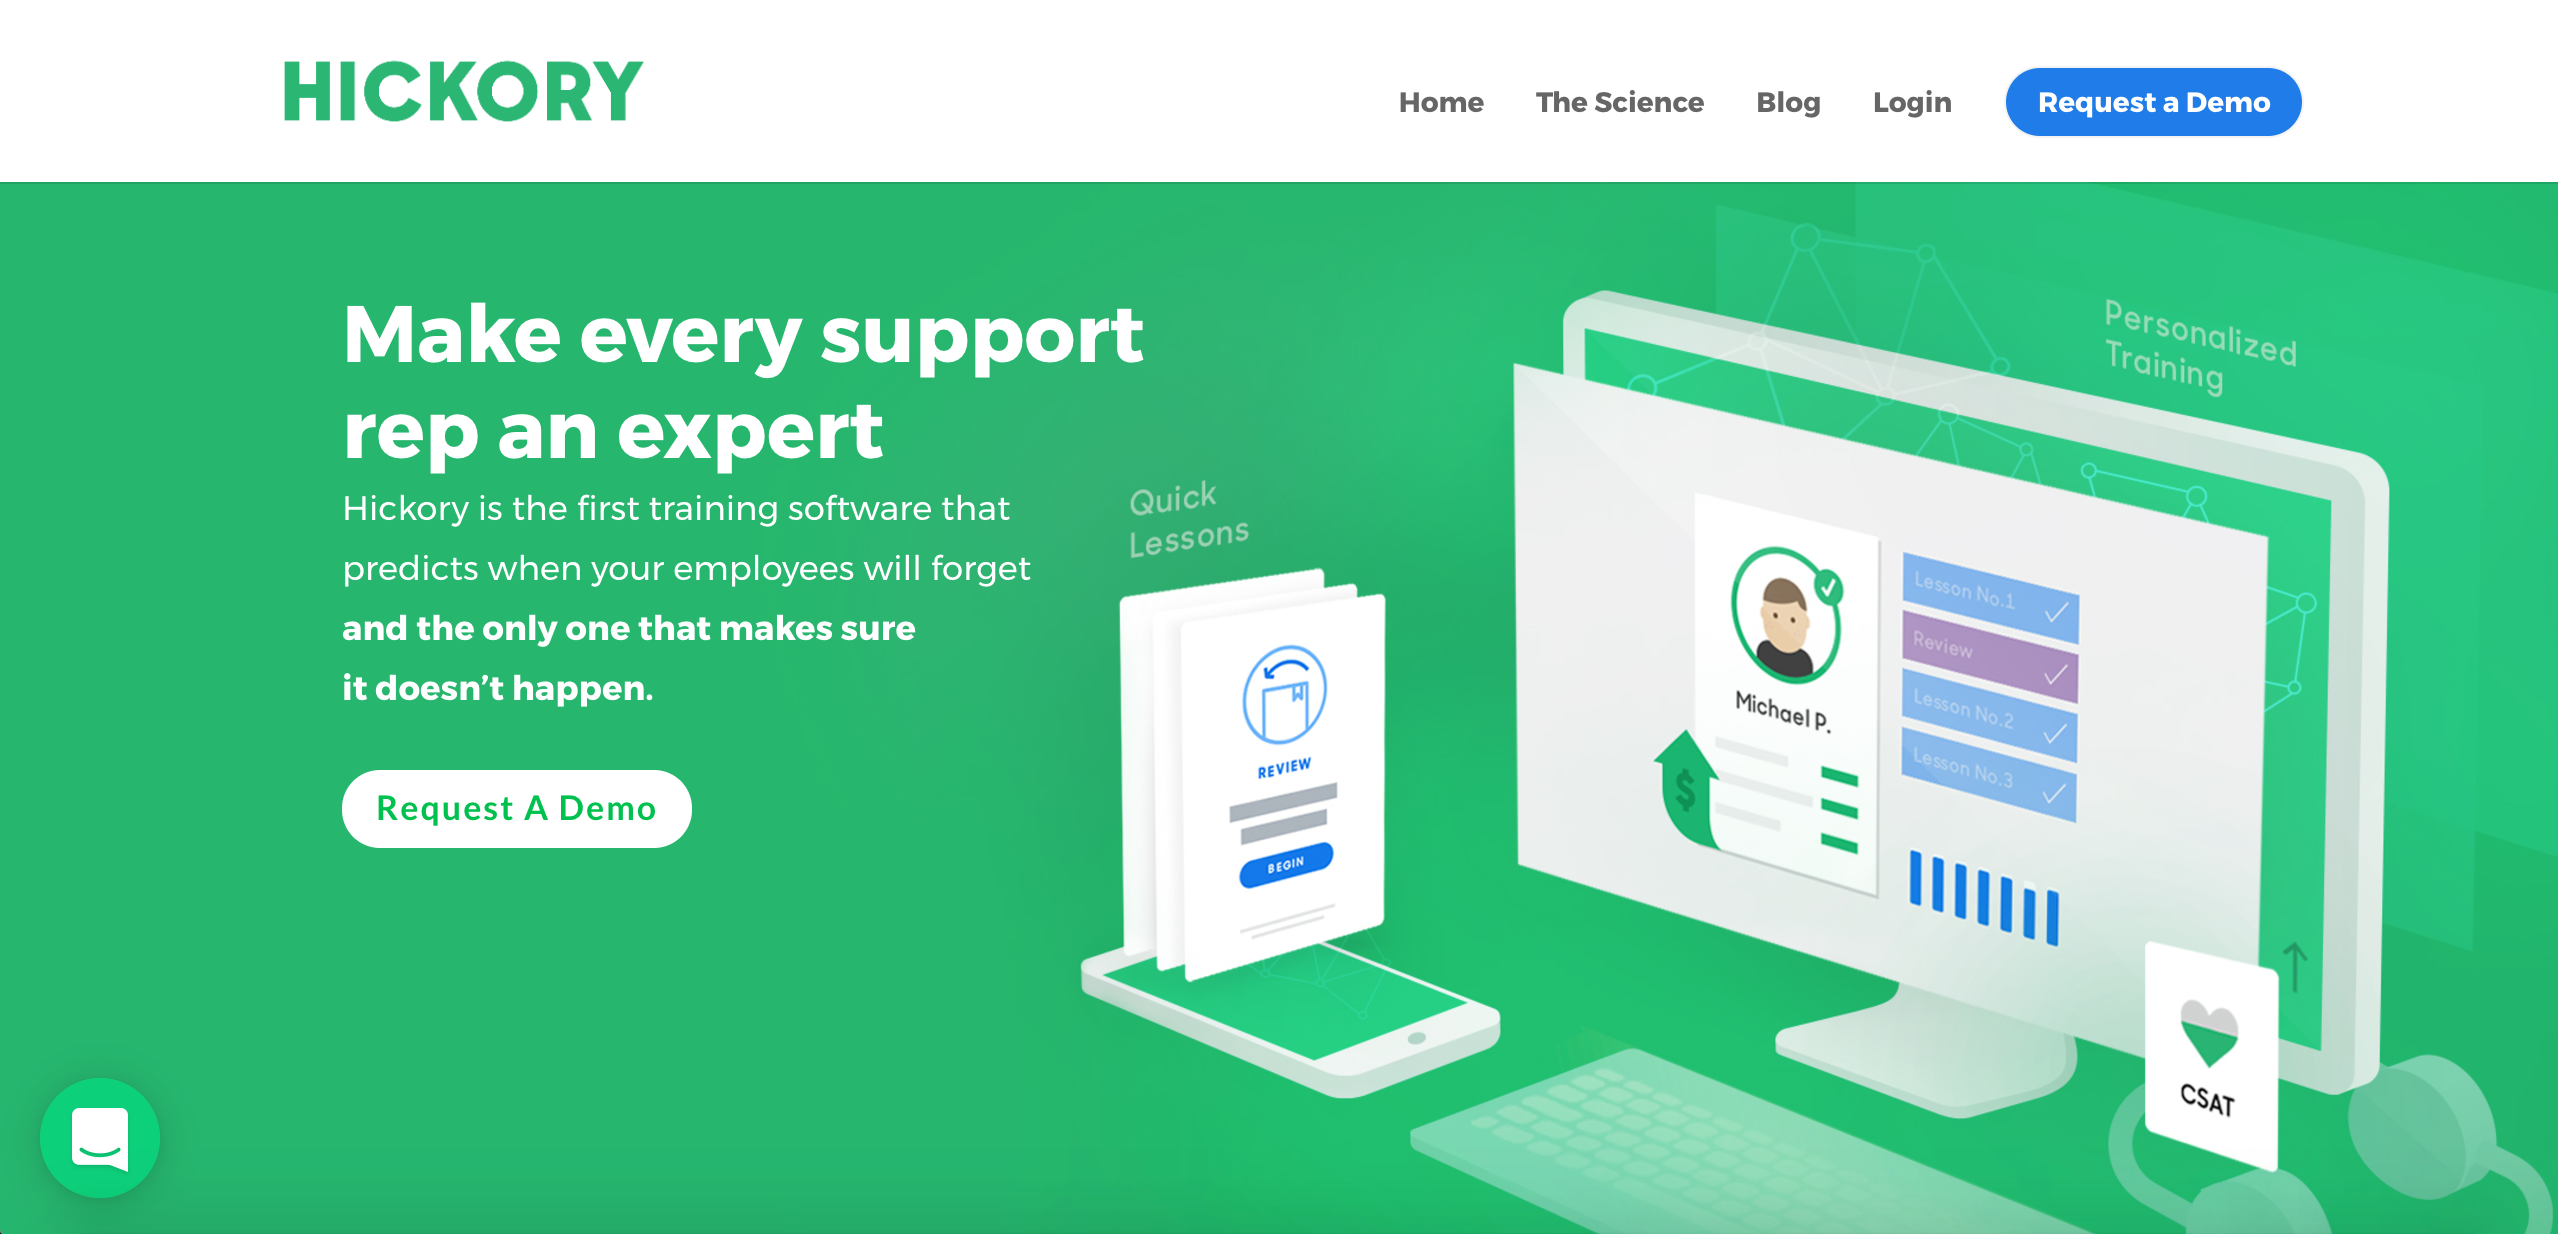 HICKORY
Home The Science Blog Login Request a Demo
Make every support
rep an expert
Hickory is the first training software that
predicts when your employees will forget
and the only one that makes sure
it doesn’t happen.
Request A Demo
Quick
Lessons
REVIEW
BEGIN
Personalized
Training
Michael P.
$
Lesson No.1
Review
Lesson No.2
Lesson No.3
CSAT